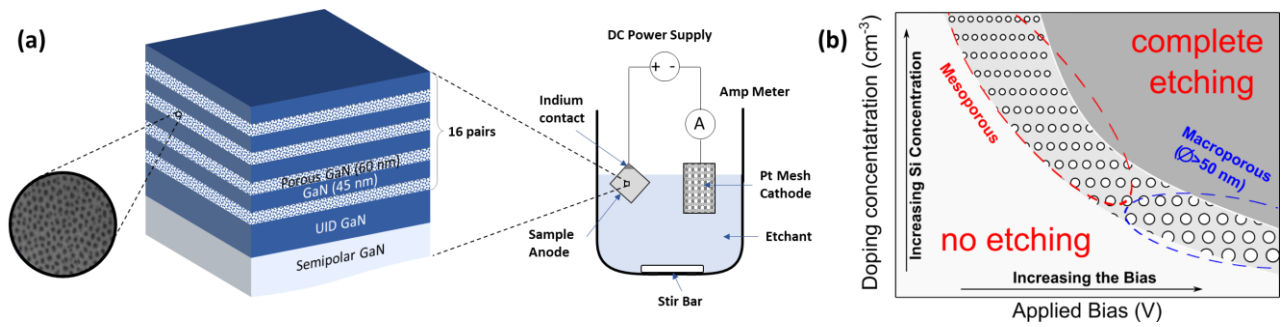 (a)
16 pairs
Porous GaN (60 nm)
GaN (45 nm)
UID GaN
Semipolar GaN
DC Power Supply
+ -
Indium
contact
Amp Meter
A
Pt Mesh
Cathode
Sample
Anode
Etchant
Stir Bar
(b)
Doping concentatration (cm-3)
Increasing Si Concentration
Mesoporous
complete
etching
Macroporous
(Ø>50 nm)
no etching
Increasing the Bias
Applied Bias (V)